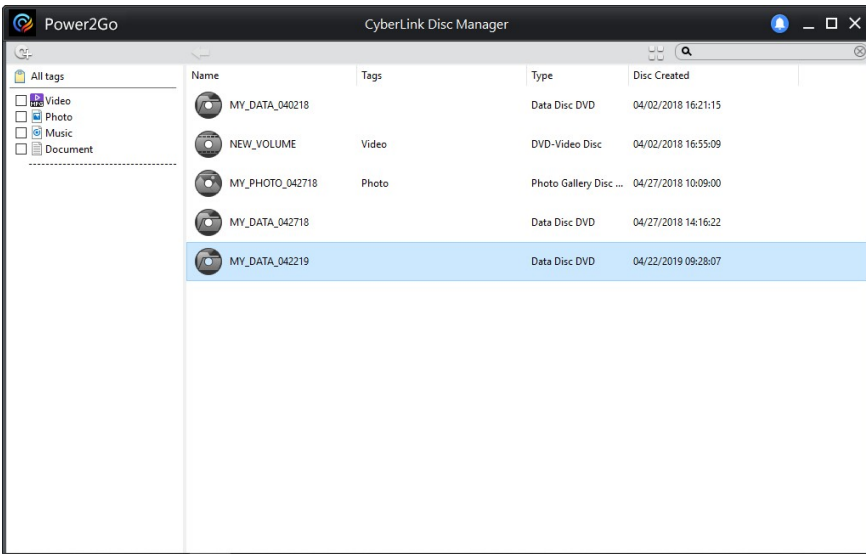 Power2Go CyberLink Disc Manager
All tags
Video
Photo
Music
Document
Name Tags Type Disc Created
MY_DATA_040218 Data Disc DVD 04/02/2018 16:21:15
NEW_VOLUME Video DVD-Video Disc 04/02/2018 16:55:09
MY_PHOTO_042718 Photo Photo Gallery Disc ... 04/27/2018 10:09:00
MY_DATA_042718 Data Disc DVD 04/27/2018 14:16:22
MY_DATA_042219 Data Disc DVD 04/22/2019 09:28:07